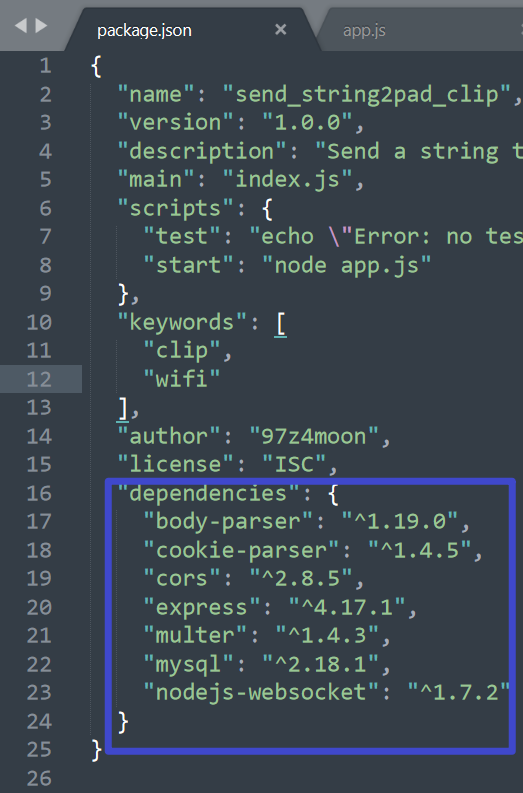 package.json × app.js
1 {
2 "name": "send_string2pad_clip",
3 "version": "1.0.0",
4 "description": "Send a string t
5 "main": "index.js",
6 "scripts": {
7 "test": "echo \"Error: no tes
8 "start": "node app.js"
9 },
10 "keywords": [
11 "clip",
12 "wifi"
13 ],
14 "author": "97z4moon",
15 "license": "ISC",
16 "dependencies": {
17 "body-parser": "^1.19.0",
18 "cookie-parser": "^1.4.5",
19 "cors": "^2.8.5",
20 "express": "^4.17.1",
21 "multer": "^1.4.3",
22 "mysql": "^2.18.1",
23 "nodejs-websocket": "^1.7.2"
24 }
25 }
26